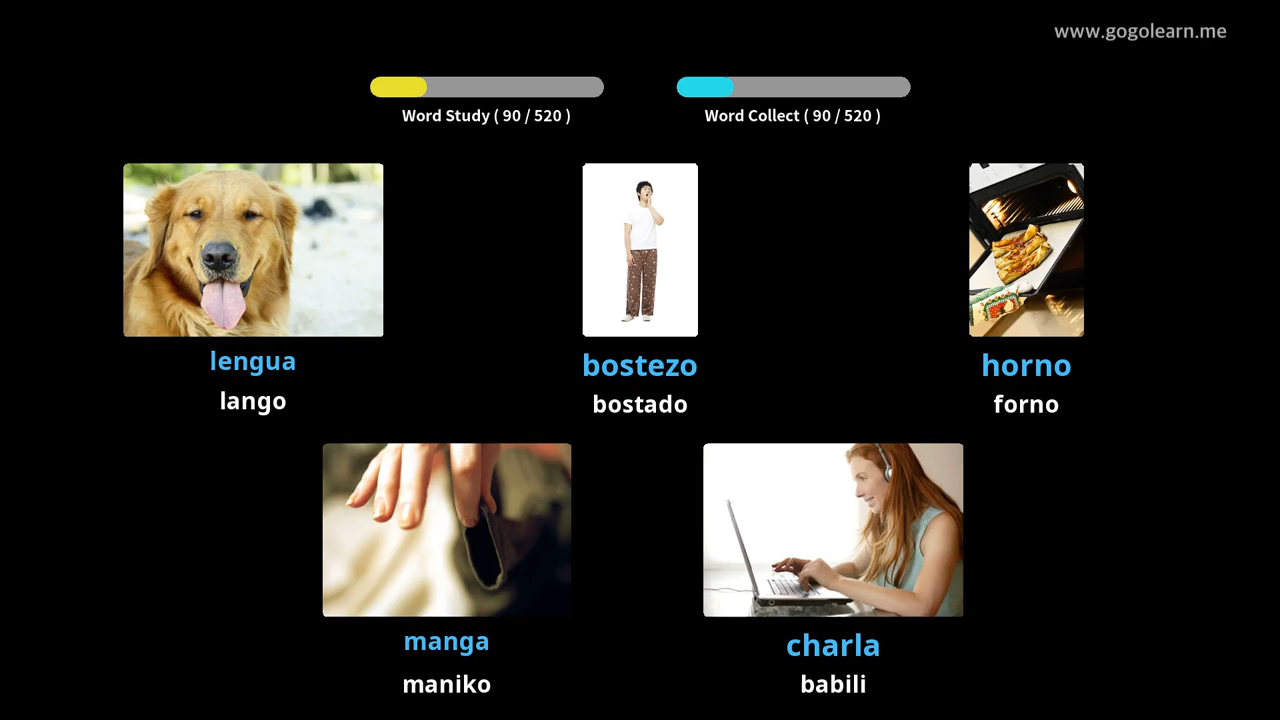 www.gogolearn.me
Word Study ( 90 / 520 )
Word Collect ( 90 / 520 )
lengua
lango
bostezo
bostado
horno
forno
manga
maniko
charla
babili